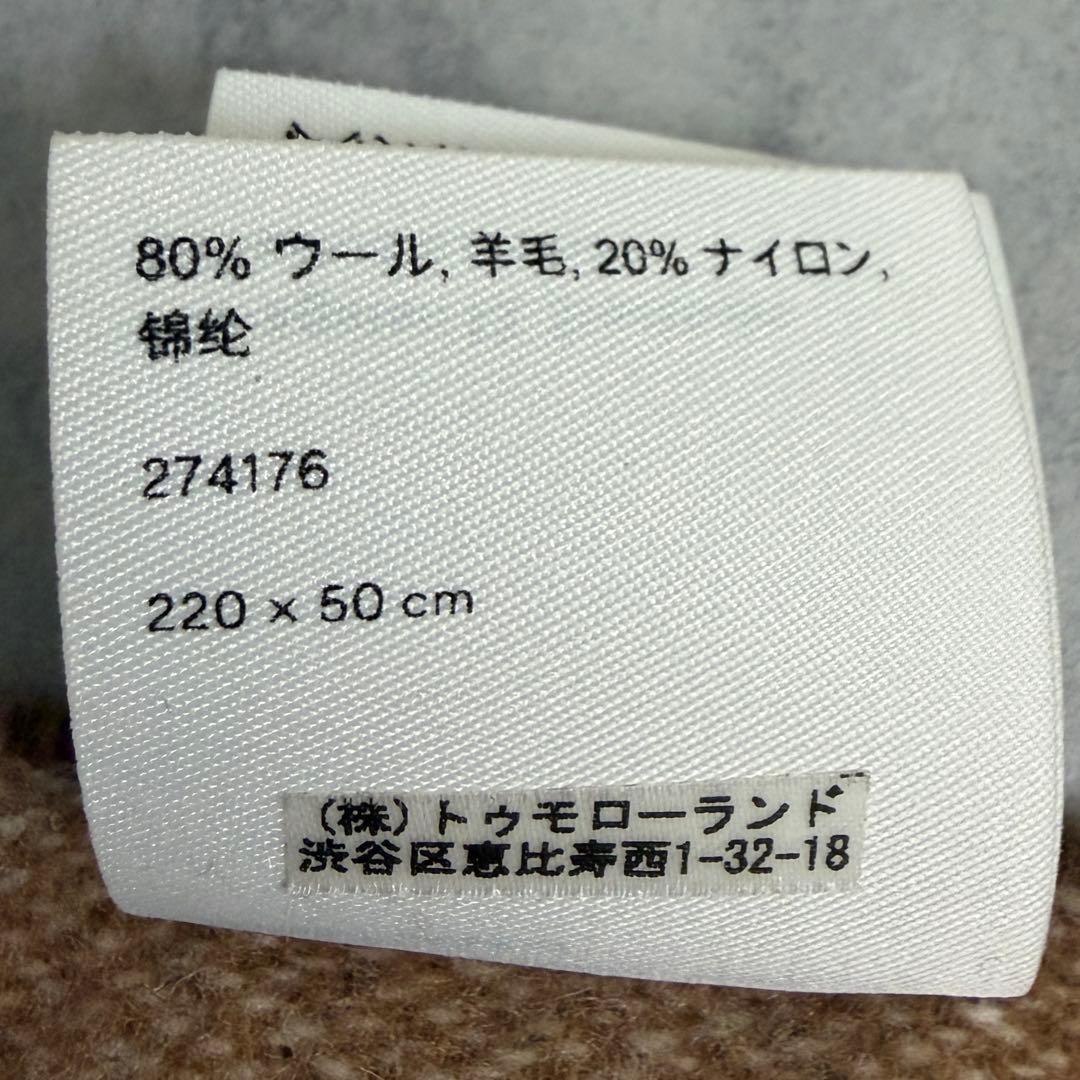 80% ウール, 羊毛, 20% ナイロン,
锦纶
274176
220 x 50 cm
(株)トゥモローランド
渋谷区恵比寿西1-32-18